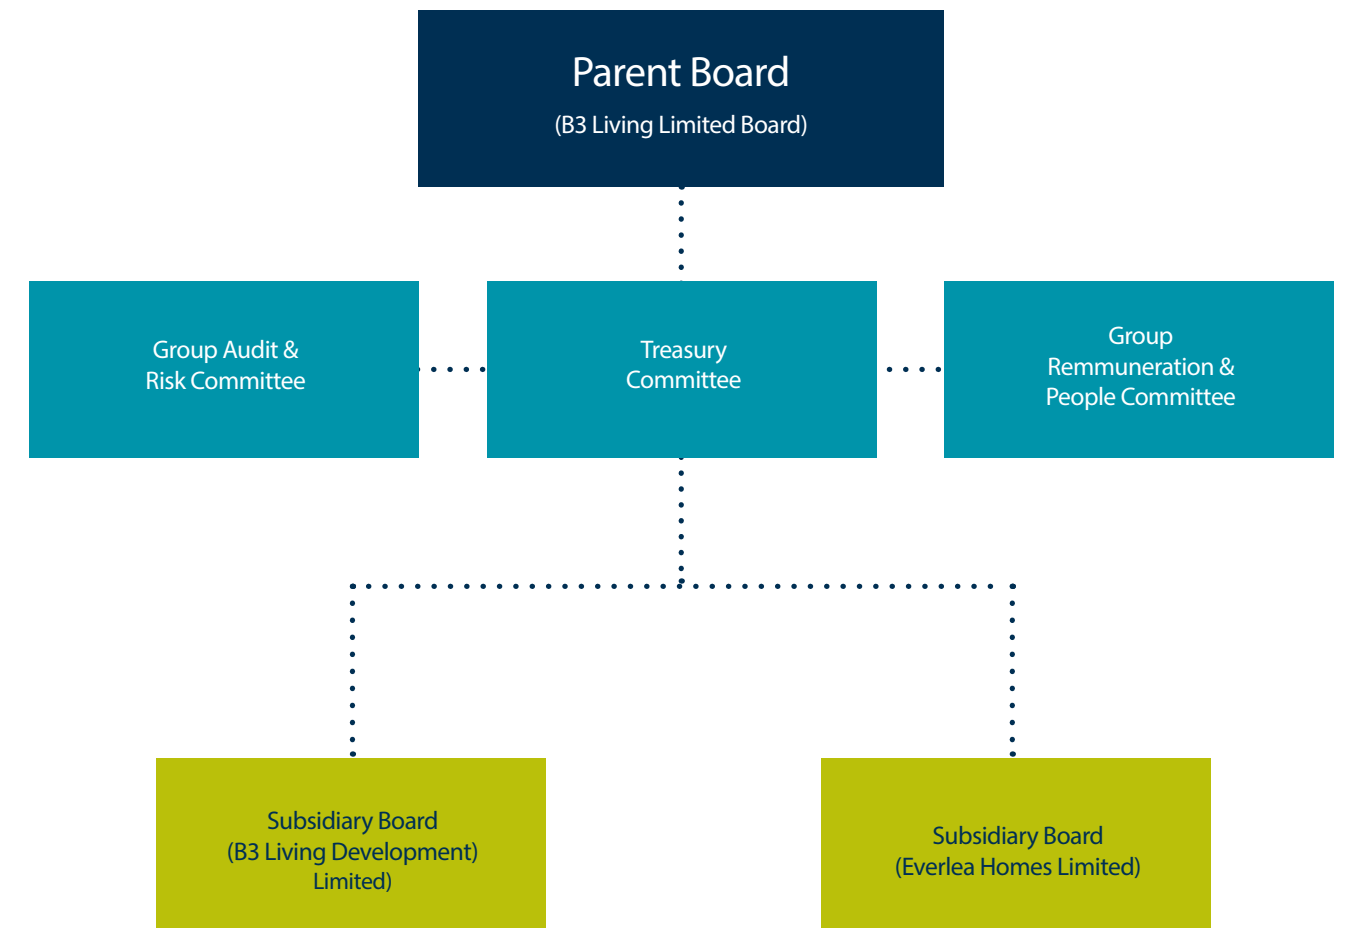 Parent Board
(B3 Living Limited Board)
Group Audit &
Risk Committee
Treasury
Committee
Group
Remmuneration &
People Committee
Subsidiary Board
(B3 Living Development)
Limited)
Subsidiary Board
(Everlea Homes Limited)